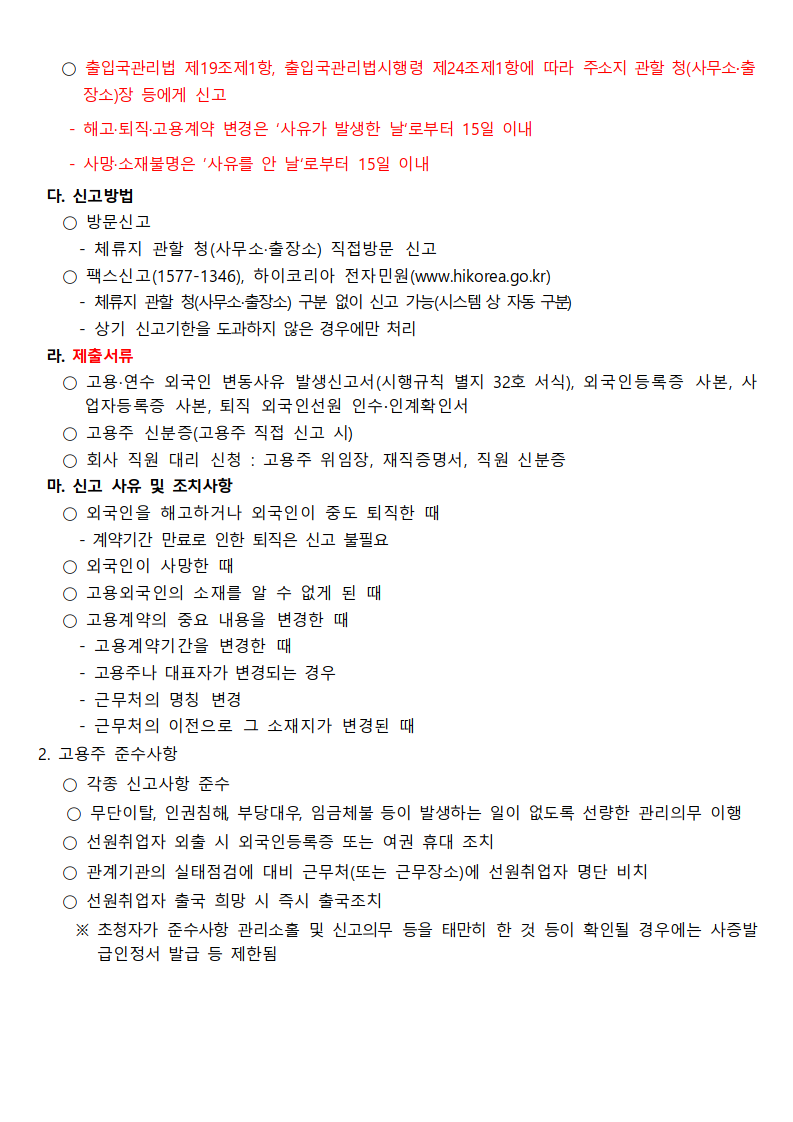 ○ 출입국관리법 제19조제1항, 출입국관리법시행령 제24조제1항에 따라 주소지 관할 청(사무소·출
장소)장 등에게 신고
- 해고·퇴직·고용계약 변경은 '사유가 발생한 날'로부터 15일 이내
- 사망·소재불명은 '사유를 안 날'로부터 15일 이내
다. 신고방법
○ 방문신고
- 체류지 관할 청(사무소·출장소) 직접방문 신고
○ 팩스신고(1577-1346), 하이코리아 전자민원(www.hikorea.go.kr)
- 체류지 관할 청(사무소·출장소) 구분 없이 신고 가능(시스템 상 자동 구분)
- 상기 신고기한을 도과하지 않은 경우에만 처리
라. 제출서류
○ 고용·연수 외국인 변동사유 발생신고서(시행규칙 별지 32호 서식), 외국인등록증 사본, 사
업자등록증 사본, 퇴직 외국인선원 인수·인계확인서
○ 고용주 신분증(고용주 직접 신고 시)
○ 회사 직원 대리 신청 : 고용주 위임장, 재직증명서, 직원 신분증
마. 신고 사유 및 조치사항
○ 외국인을 해고하거나 외국인이 중도 퇴직한 때
- 계약기간 만료로 인한 퇴직은 신고 불필요
○ 외국인이 사망한 때
○ 고용외국인의 소재를 알 수 없게 된 때
○ 고용계약의 중요 내용을 변경한 때
- 고용계약기간을 변경한 때
- 고용주나 대표자가 변경되는 경우
- 근무처의 명칭 변경
- 근무처의 이전으로 그 소재지가 변경된 때
2. 고용주 준수사항
○ 각종 신고사항 준수
○ 무단이탈, 인권침해, 부당대우, 임금체불 등이 발생하는 일이 없도록 선량한 관리의무 이행
○ 선원취업자 외출 시 외국인등록증 또는 여권 휴대 조치
○ 관계기관의 실태점검에 대비 근무처(또는 근무장소)에 선원취업자 명단 비치
○ 선원취업자 출국 희망 시 즉시 출국조치
※ 초청자가 준수사항 관리소홀 및 신고의무 등을 태만히 한 것 등이 확인될 경우에는 사증발
급인정서 발급 등 제한됨